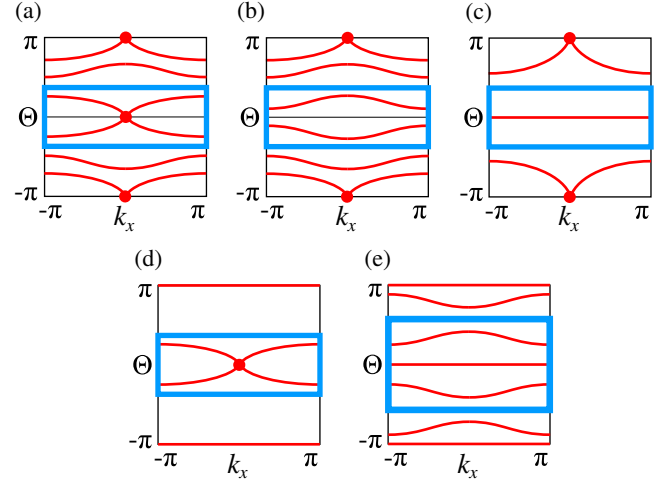 (a) (b) (c)
π π π
Θ Θ Θ
-π -π -π
-π kₓ π -π kₓ π -π kₓ π
(d) (e)
π π
Θ Θ
-π -π
-π kₓ π -π kₓ π